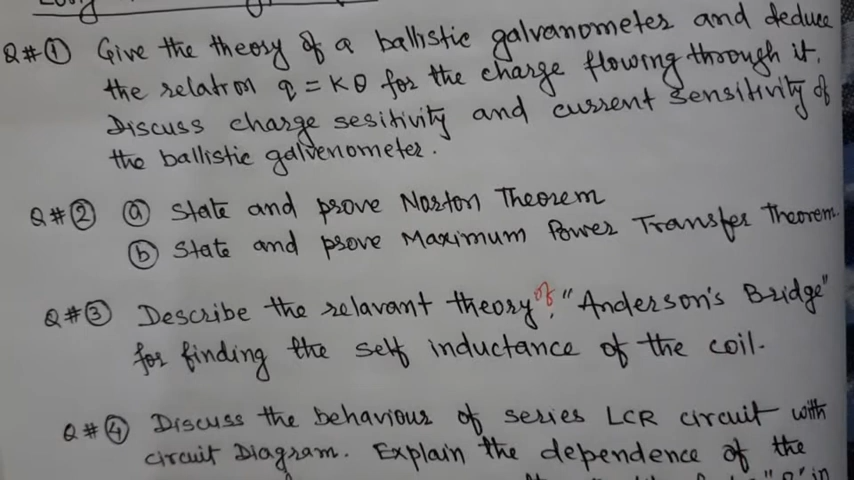 Q#① Give the theory of a ballistic galvanometer and deduce
the relation q = Kθ for the charge flowing through it.
Discuss charge sesitivity and current sensitivity of
the ballistic galvenometer.
Q#② ⓐ State and prove Norton Theorem
ⓑ State and prove Maximum Power Transfer Theorem.
Q#③ Describe the relavant theory of "Anderson's Bridge"
for finding the self inductance of the coil.
Q#④ Discuss the behaviour of series LCR circuit with
circuit Diagram. Explain the dependence of the